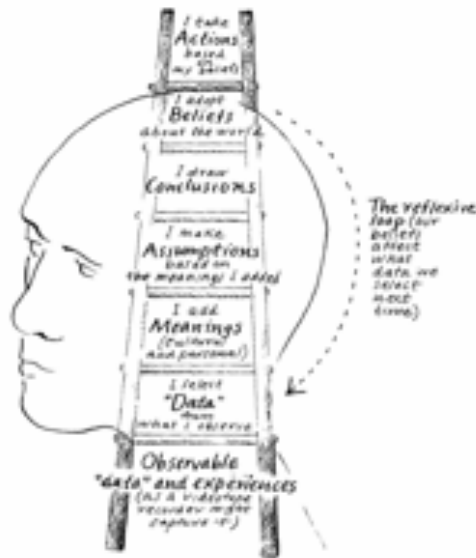 I take
Actions
based on
my beliefs
I adopt
Beliefs
about the world
I draw
Conclusions
I make
Assumptions
based on
the meanings I added
I add
Meanings
(cultural
and personal)
I select
"Data"
from
what I observe
Observable
"data" and experiences
(as a videotape
recorder might
capture it)
The reflexive
loop (our
beliefs
affect
what
data we
select
next
time)